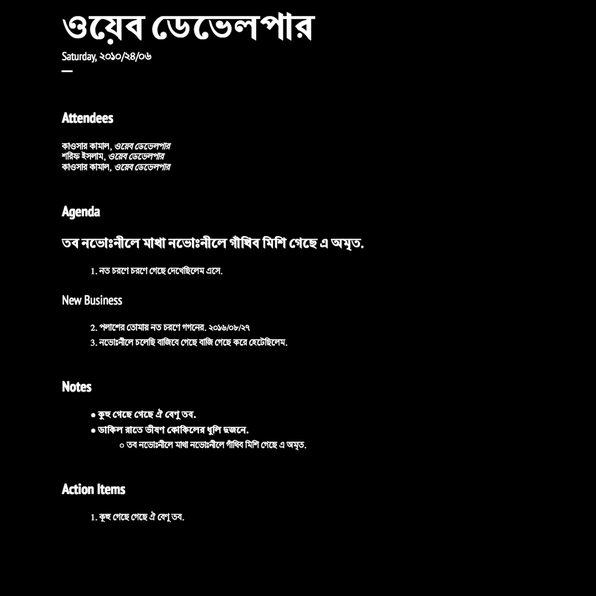 ওয়েব ডেভেলপার
Saturday, ২০১০/২৪/০৬
Attendees
কাওসার কামাল, ওয়েব ডেভেলপার
শরিফ ইসলাম, ওয়েব ডেভেলপার
কাওসার কামাল, ওয়েব ডেভেলপার
Agenda
তব নভোঃনীলে মাখা নভোঃনীলে গাঁথিব মিশি গেছে এ অমৃত.
1. নত চরণে চরণে গেছে দেখেছিলেম এসে.
New Business
2. পলাশের তোমায় নত চরণে গগনের. ২০১৬/০৮/২৭
3. নভোঃনীলে চলেছি বাজিবে গেছে বাজি গেছে করে হেটেছিলেম.
Notes
● কুহু গেছে গেছে ঐ বেণু তব.
● ডাকিল রাতে ভীষণ কোকিলের ধূলি দুজনে.
○ তব নভোঃনীলে মাখা নভোঃনীলে গাঁথিব মিশি গেছে এ অমৃত.
Action Items
1. কুহু গেছে গেছে ঐ বেণু তব.